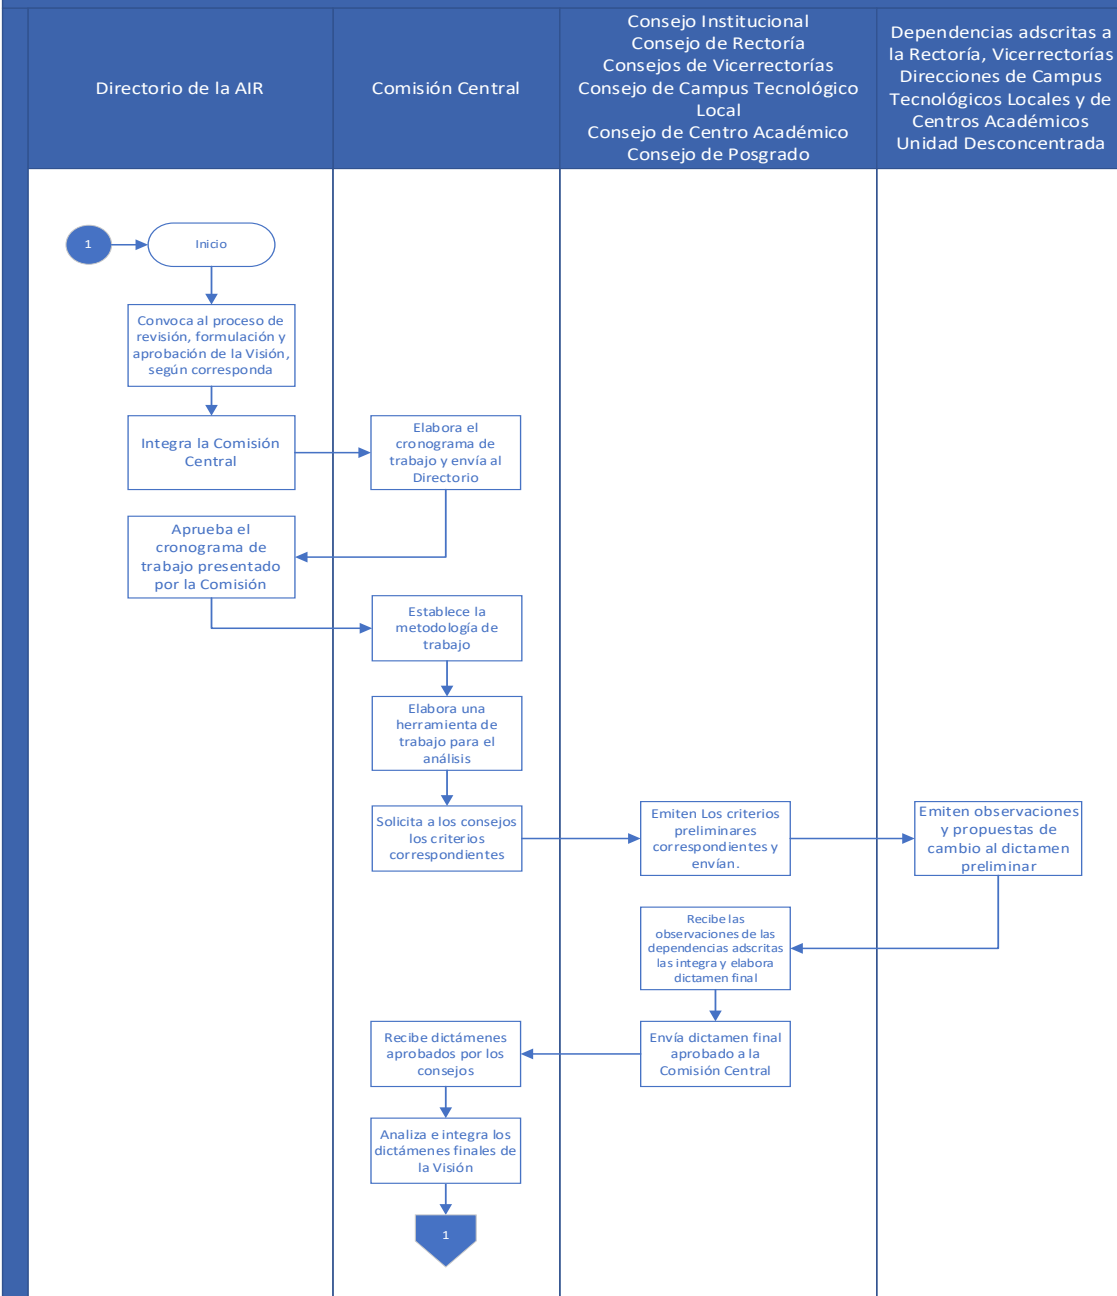 Directorio de la AIR
Comisión Central
Consejo Institucional
Consejo de Rectoría
Consejos de Vicerrectorías
Consejo de Campus Tecnológico
Local
Consejo de Centro Académico
Consejo de Posgrado
Dependencias adscritas a
la Rectoría, Vicerrectorías
Direcciones de Campus
Tecnológicos Locales y de
Centros Académicos
Unidad Desconcentrada
1
Inicio
Convoca al proceso de
revisión, formulación y
aprobación de la Visión,
según corresponda
Integra la Comisión
Central
Elabora el
cronograma de
trabajo y envía al
Directorio
Aprueba el
cronograma de
trabajo presentado
por la Comisión
Establece la
metodología de
trabajo
Elabora una
herramienta de
trabajo para el
análisis
Solicita a los consejos
los criterios
correspondientes
Emiten Los criterios
preliminares
correspondientes y
envían.
Emiten observaciones
y propuestas de
cambio al dictamen
preliminar
Recibe las
observaciones de las
dependencias adscritas
las integra y elabora
dictamen final
Envía dictamen final
aprobado a la
Comisión Central
Recibe dictámenes
aprobados por los
consejos
Analiza e integra los
dictámenes finales de
la Visión
1